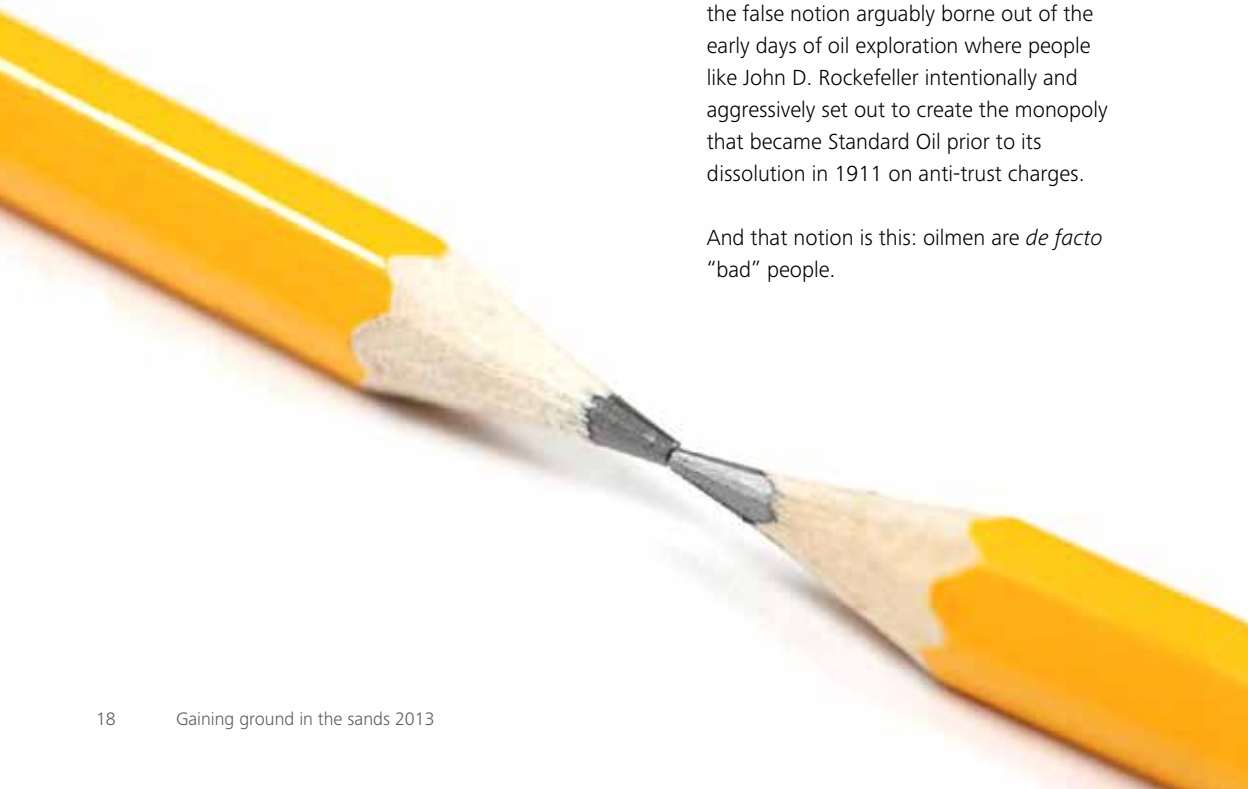 the false notion arguably borne out of the
early days of oil exploration where people
like John D. Rockefeller intentionally and
aggressively set out to create the monopoly
that became Standard Oil prior to its
dissolution in 1911 on anti-trust charges.
And that notion is this: oilmen are de facto
“bad” people.
18 Gaining ground in the sands 2013